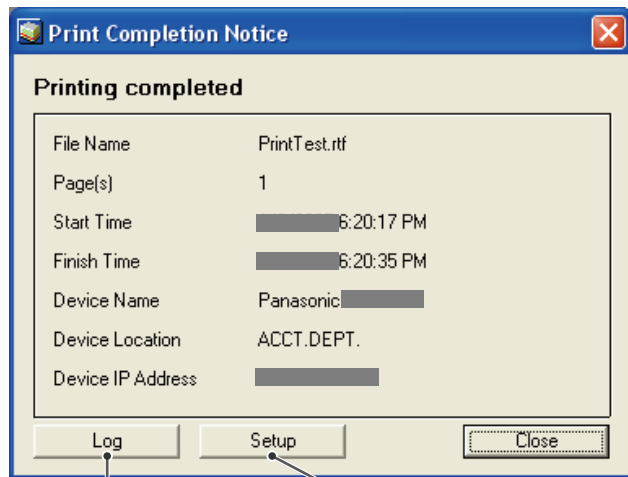 Print Completion Notice
Printing completed
File Name PrintTest.rtf
Page(s) 1
Start Time 6:20:17 PM
Finish Time 6:20:35 PM
Device Name Panasonic
Device Location ACCT.DEPT.
Device IP Address
Log Setup Close